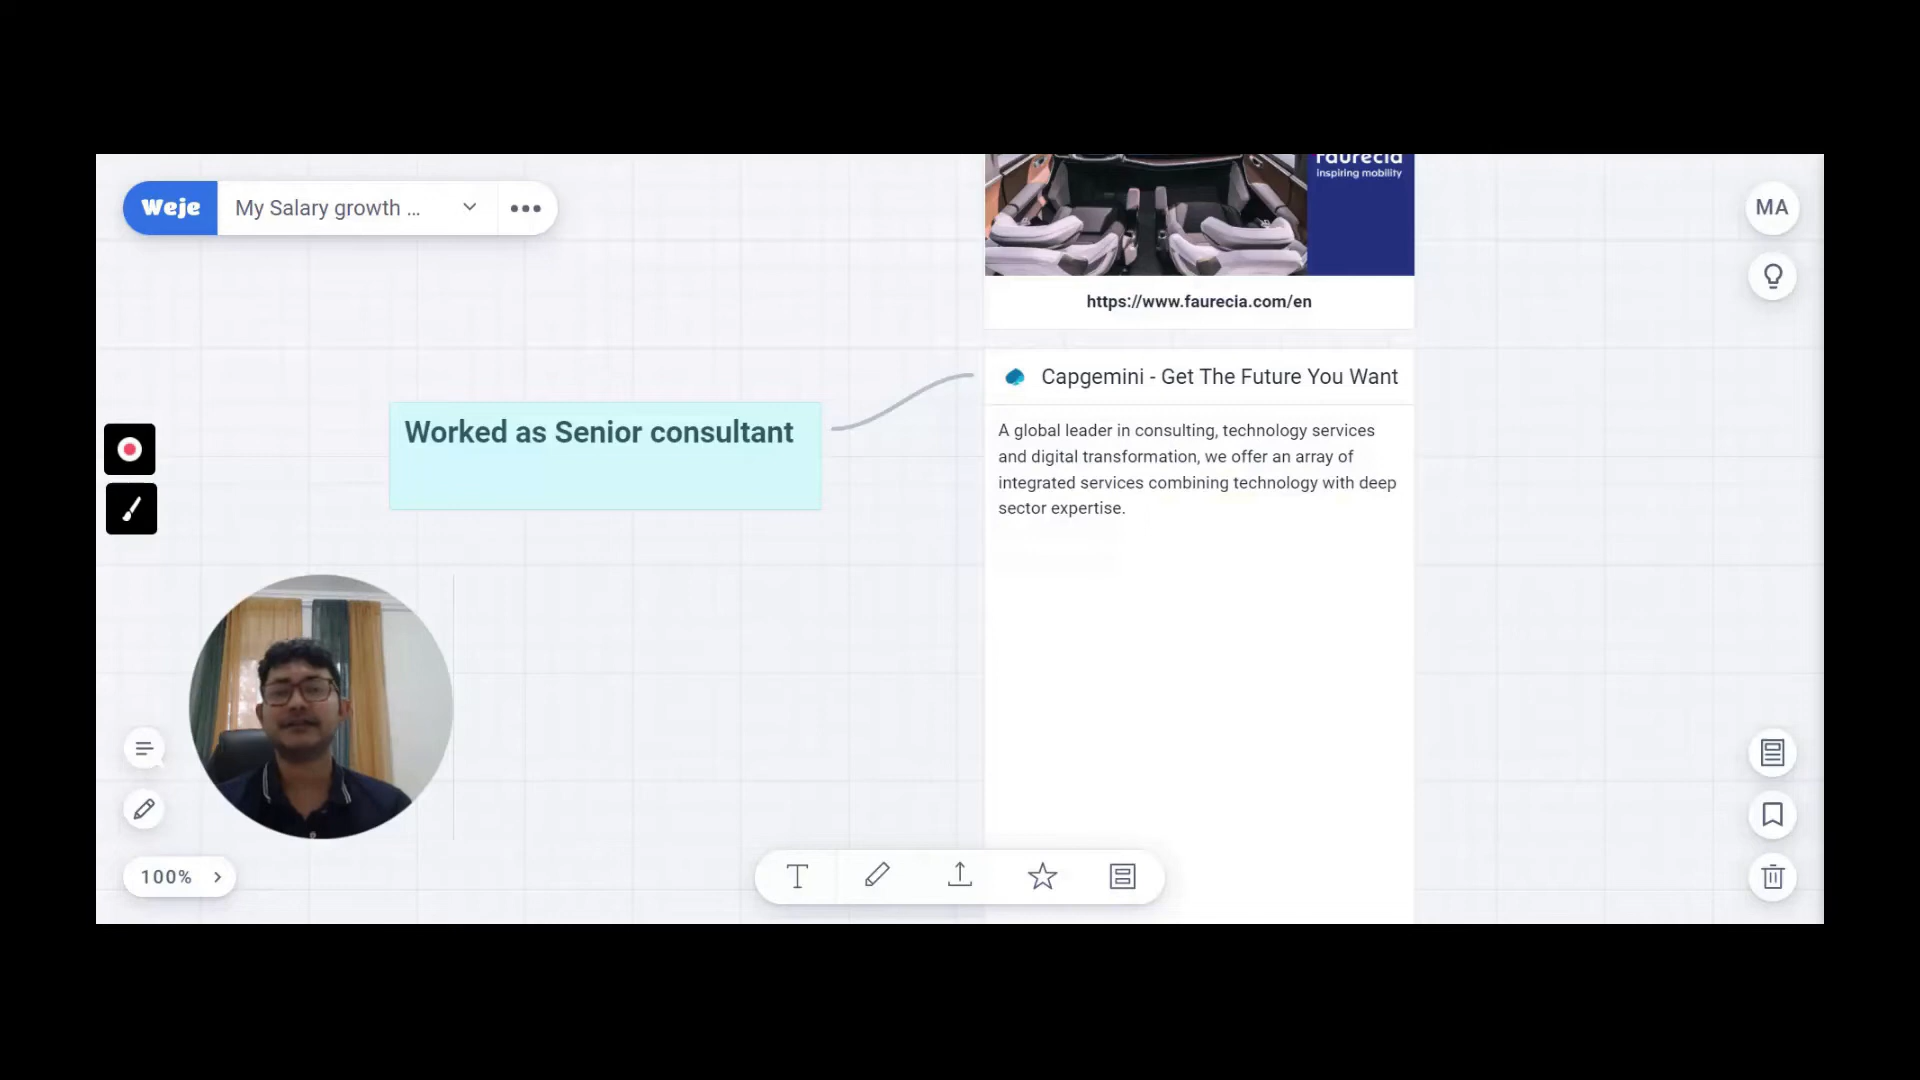 Weje
My Salary growth ...
Faurecia
inspiring mobility
MA
https://www.faurecia.com/en
Capgemini - Get The Future You Want
Worked as Senior consultant
A global leader in consulting, technology services
and digital transformation, we offer an array of
integrated services combining technology with deep
sector expertise.
100%